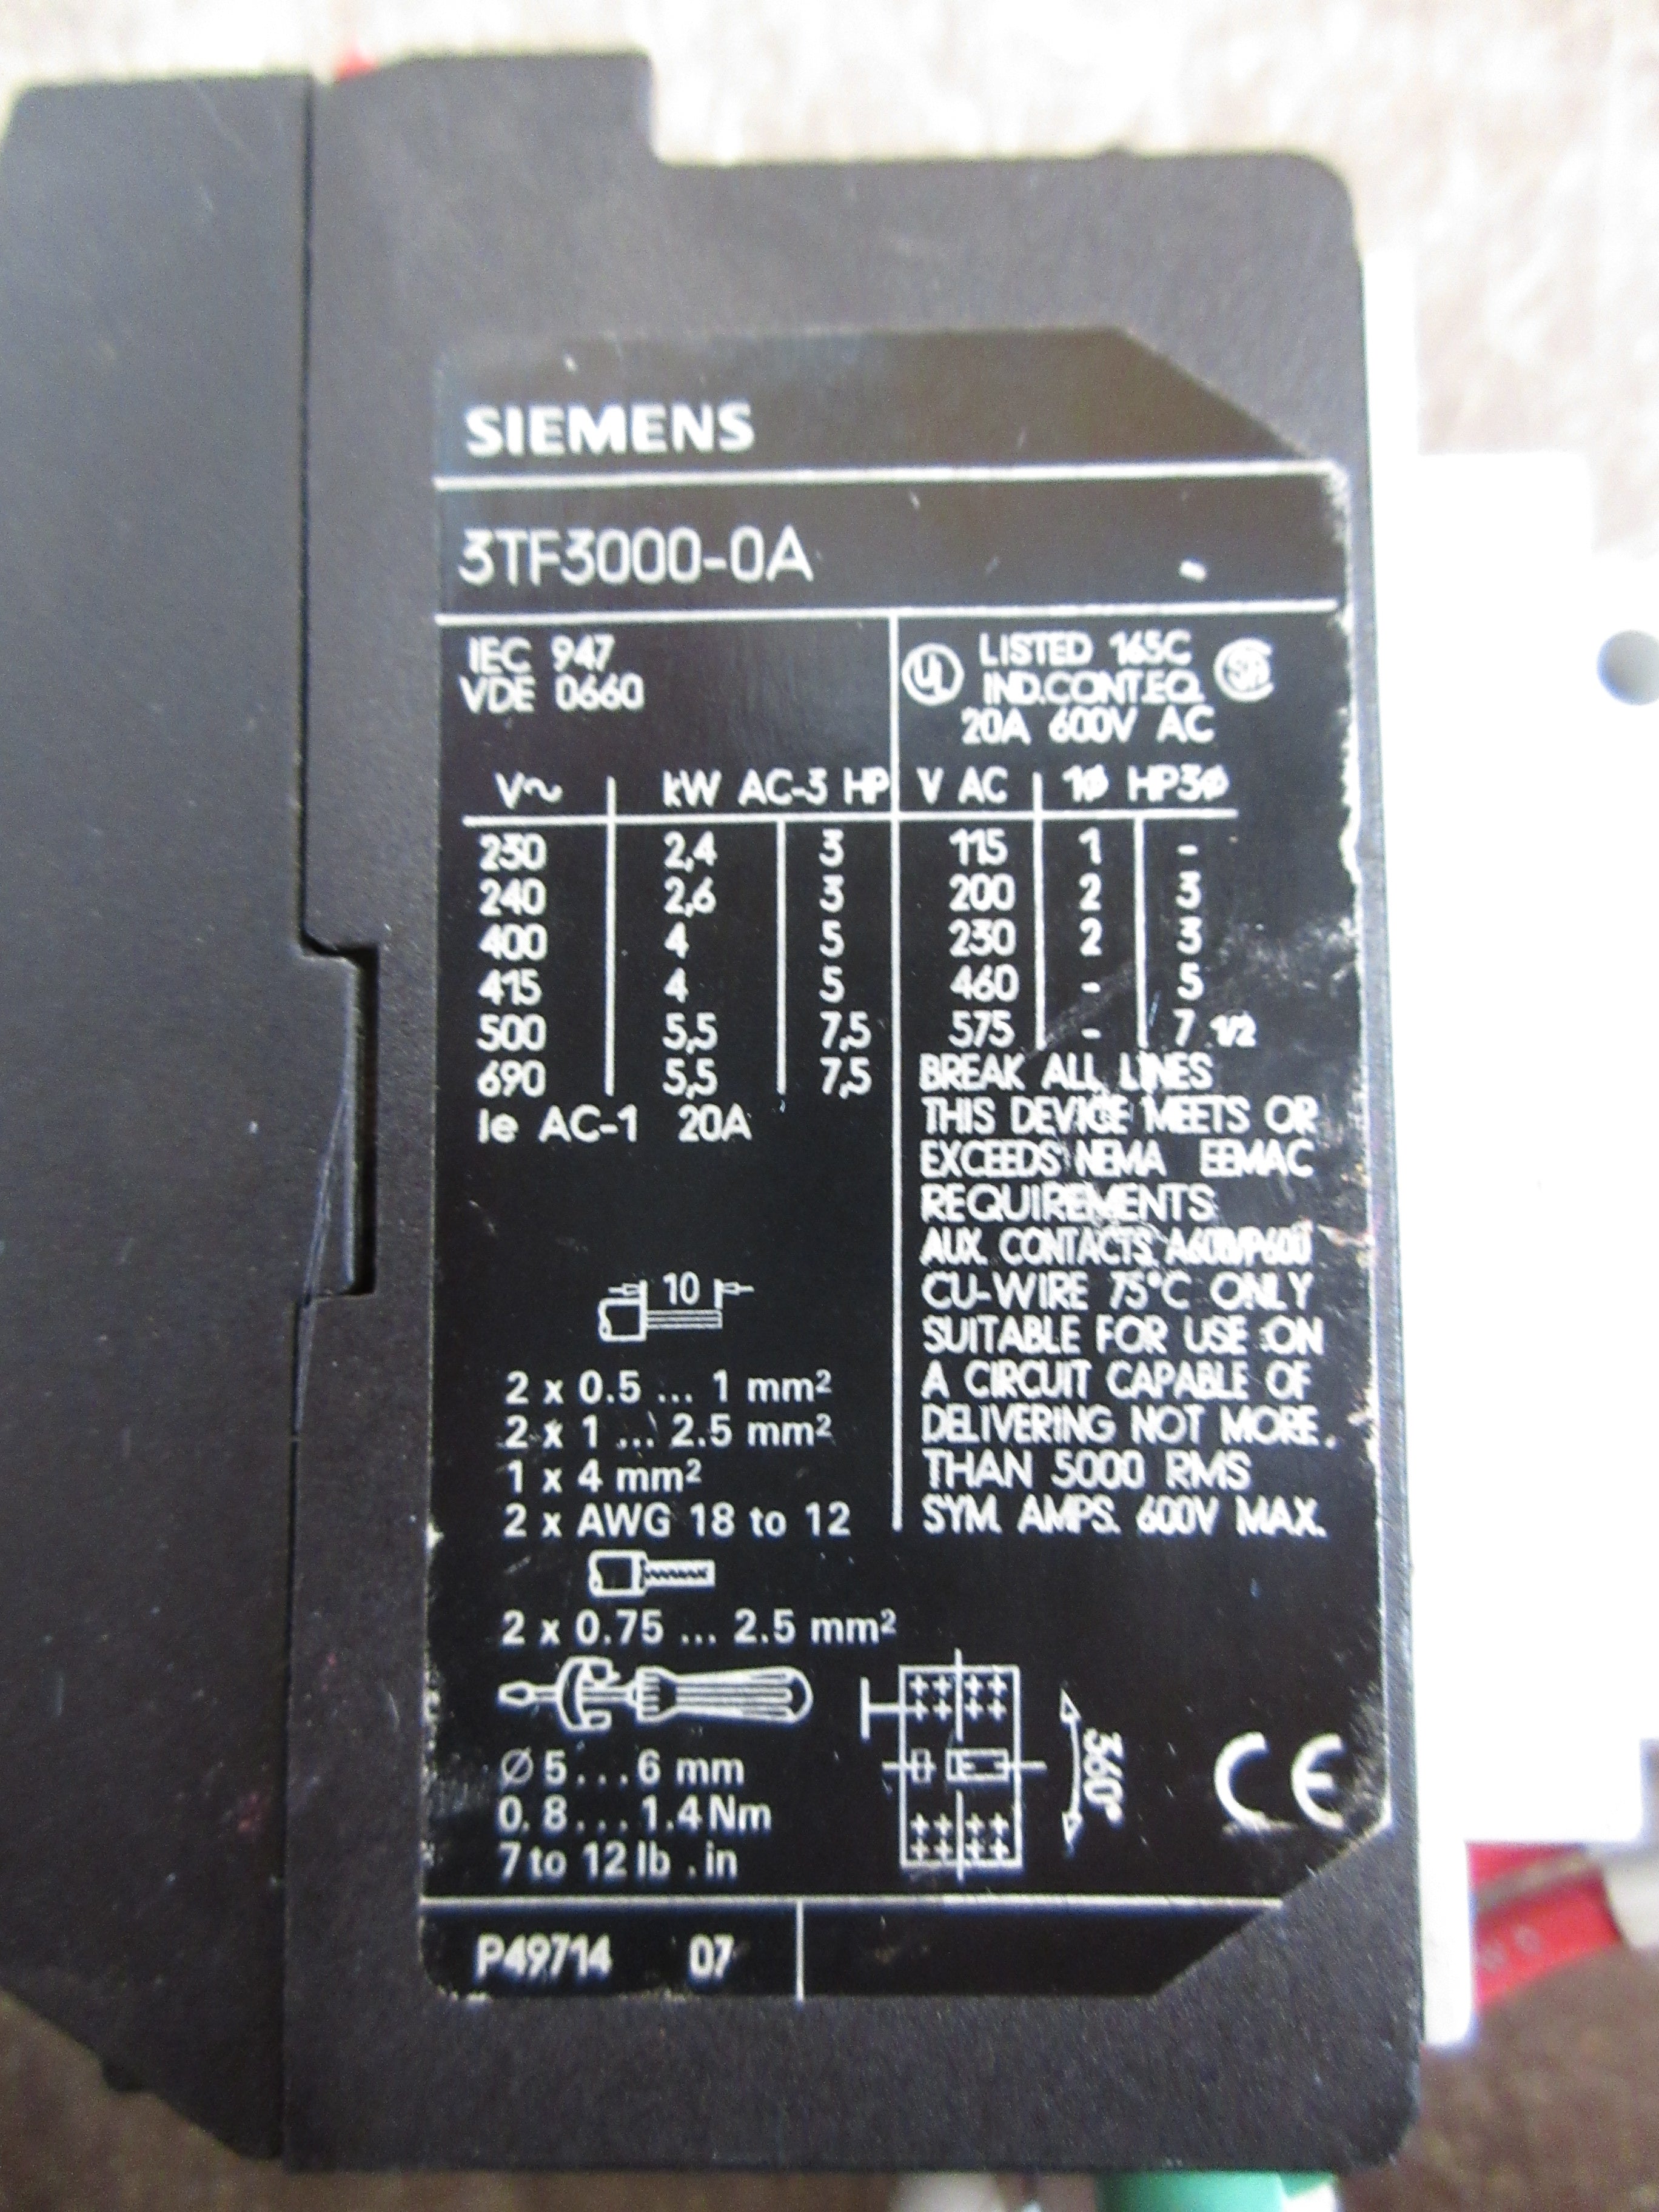 SIEMENS
3TF3000-0A
IEC 947
VDE 0660
V~ kW AC-3 HP
230 2,4 3
240 2,6 3
400 4 5
415 4 5
500 5,5 7,5
690 5,5 7,5
Ie AC-1 20A
10
2 x 0.5 ... 1 mm²
2 x 1 ... 2.5 mm²
1 x 4 mm²
2 x AWG 18 to 12
2 x 0.75 ... 2.5 mm²
Ø 5...6 mm
0.8...1.4 Nm
7 to 12 lb.in
UL LISTED 165C SA
IND.CONT.EQ.
20A 600V AC
V AC 1Ø HP3Ø
115 1 -
200 2 3
230 2 3
460 - 5
575 - 7 1/2
BREAK ALL LINES
THIS DEVICE MEETS OR
EXCEEDS NEMA EEMAC
REQUIREMENTS
AUX. CONTACTS A600/P600
CU-WIRE 75°C ONLY
SUITABLE FOR USE ON
A CIRCUIT CAPABLE OF
DELIVERING NOT MORE
THAN 5000 RMS
SYM. AMPS. 600V MAX.
360°
CE
P49714 07